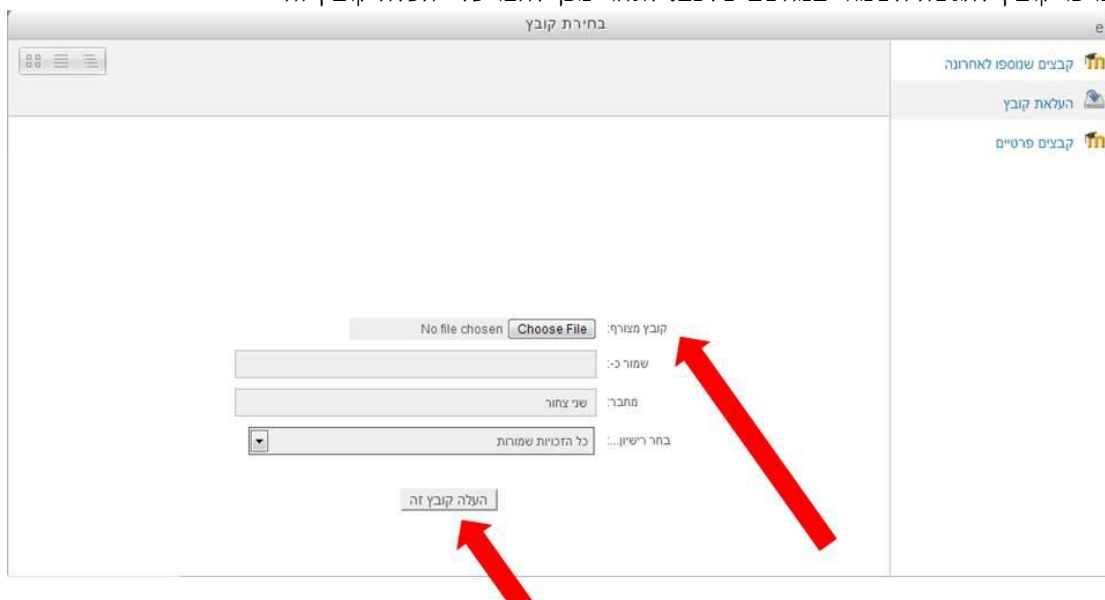 בחירת קובץ
קבצים שנוספו לאחרונה
העלאת קובץ
קבצים פרטיים
קובץ מצורף: Choose File No file chosen
שמור כ-:
מחבר: שני צחור
בחר רישיון...: כל הזכויות שמורות
העלה קובץ זה